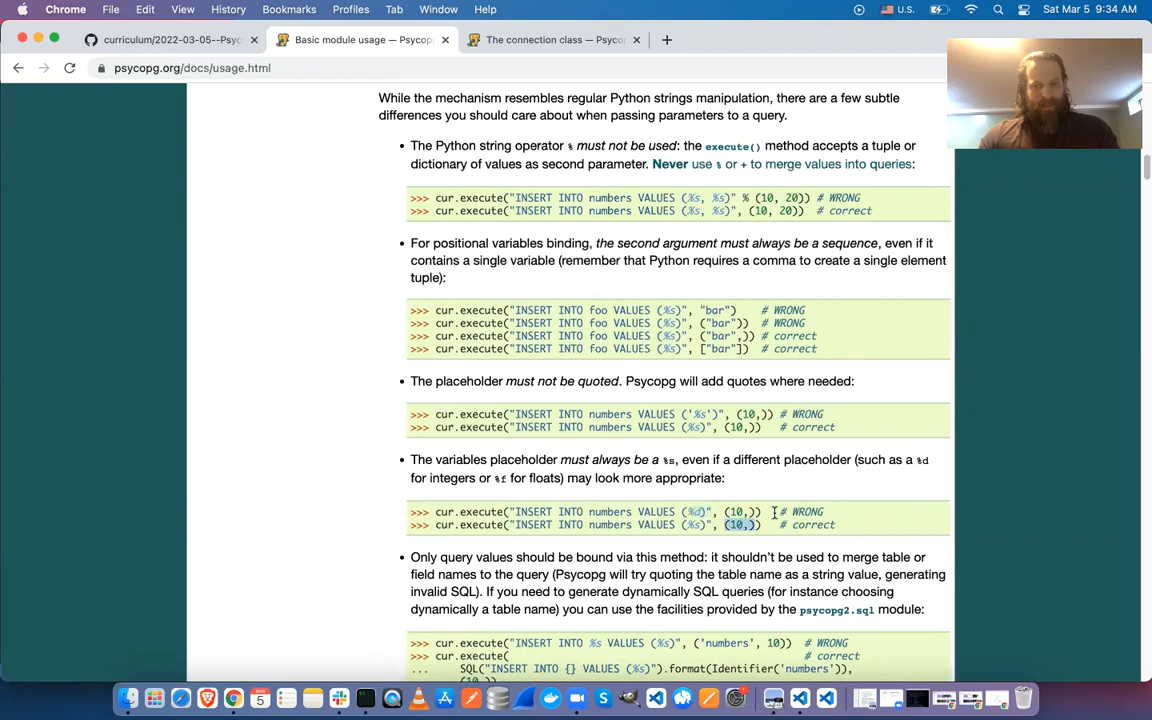 Chrome File Edit View History Bookmarks Profiles Tab Window Help U.S. Sat Mar 5 9:34 AM
curriculum/2022-03-05--Psyc × Basic module usage — Psycopg × The connection class — Psyco × +
psycopg.org/docs/usage.html
While the mechanism resembles regular Python strings manipulation, there are a few subtle
differences you should care about when passing parameters to a query.
• The Python string operator % must not be used: the execute() method accepts a tuple or
dictionary of values as second parameter. Never use % or + to merge values into queries:
>>> cur.execute("INSERT INTO numbers VALUES (%s, %s)" % (10, 20)) # WRONG
>>> cur.execute("INSERT INTO numbers VALUES (%s, %s)", (10, 20)) # correct
• For positional variables binding, the second argument must always be a sequence, even if it
contains a single variable (remember that Python requires a comma to create a single element
tuple):
>>> cur.execute("INSERT INTO foo VALUES (%s)", "bar") # WRONG
>>> cur.execute("INSERT INTO foo VALUES (%s)", ("bar")) # WRONG
>>> cur.execute("INSERT INTO foo VALUES (%s)", ("bar",)) # correct
>>> cur.execute("INSERT INTO foo VALUES (%s)", ["bar"]) # correct
• The placeholder must not be quoted. Psycopg will add quotes where needed:
>>> cur.execute("INSERT INTO numbers VALUES ('%s')", (10,)) # WRONG
>>> cur.execute("INSERT INTO numbers VALUES (%s)", (10,)) # correct
• The variables placeholder must always be a %s, even if a different placeholder (such as a %d
for integers or %f for floats) may look more appropriate:
>>> cur.execute("INSERT INTO numbers VALUES (%d)", (10,)) # WRONG
>>> cur.execute("INSERT INTO numbers VALUES (%s)", (10,)) # correct
• Only query values should be bound via this method: it shouldn't be used to merge table or
field names to the query (Psycopg will try quoting the table name as a string value, generating
invalid SQL). If you need to generate dynamically SQL queries (for instance choosing
dynamically a table name) you can use the facilities provided by the psycopg2.sql module:
>>> cur.execute("INSERT INTO %s VALUES (%s)", ('numbers', 10)) # WRONG
>>> cur.execute( # correct
... SQL("INSERT INTO {} VALUES (%s)").format(Identifier('numbers')),